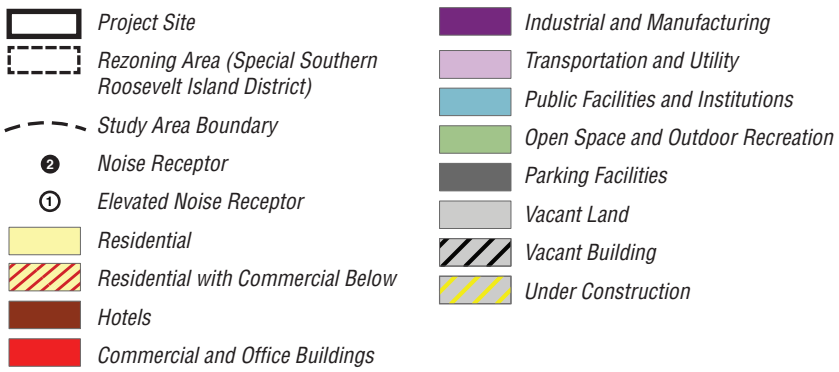 Project Site
Rezoning Area (Special Southern
Roosevelt Island District)
Study Area Boundary
2 Noise Receptor
1 Elevated Noise Receptor
Residential
Residential with Commercial Below
Hotels
Commercial and Office Buildings
Industrial and Manufacturing
Transportation and Utility
Public Facilities and Institutions
Open Space and Outdoor Recreation
Parking Facilities
Vacant Land
Vacant Building
Under Construction